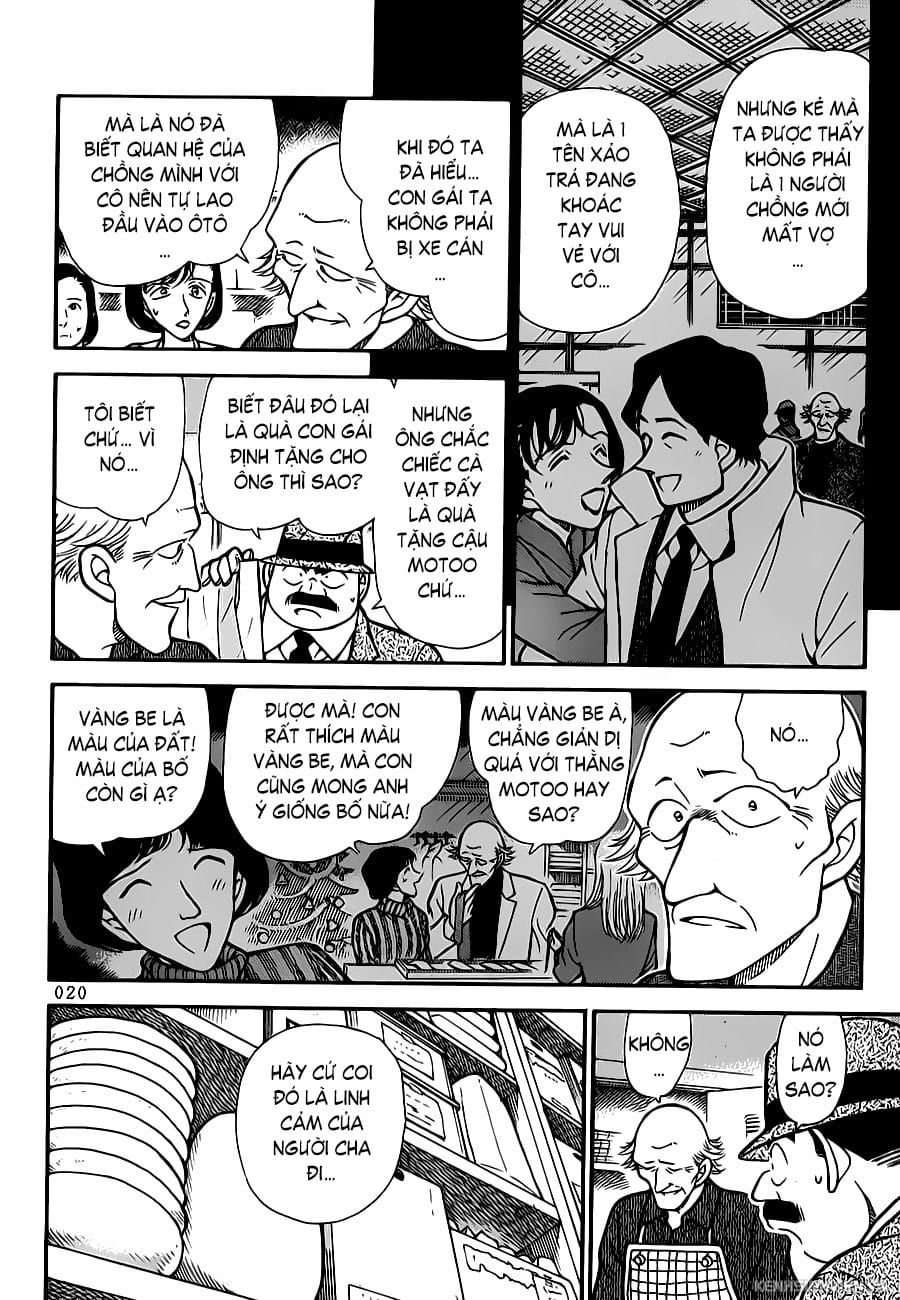 NHƯNG KẺ MÀ
TA ĐƯỢC THẤY
KHÔNG PHẢI
LÀ 1 NGƯỜI
CHỒNG MỚI
MẤT VỢ
...
MÀ LÀ 1
TÊN XẢO
TRÁ ĐANG
KHOÁC
TAY VUI
VẺ VỚI
CÔ...
KHI ĐÓ TA
ĐÃ HIỂU...
CON GÁI TA
KHÔNG PHẢI
BỊ XE CÁN
...
MÀ LÀ NÓ ĐÃ
BIẾT QUAN HỆ CỦA
CHỒNG MÌNH VỚI
CÔ NÊN TỰ LAO
ĐẦU VÀO ÔTÔ
...
NHƯNG
ÔNG CHẮC
CHIẾC CÀ
VẠT ĐẤY
LÀ QUÀ
TẶNG CẬU
MOTOO
CHỨ...
BIẾT ĐÂU ĐÓ LẠI
LÀ QUÀ CON GÁI
ĐỊNH TẶNG CHO
ÔNG THÌ SAO?
TÔI BIẾT
CHỨ... VÌ
NÓ...
NÓ...
MÀU VÀNG BE À,
CHẲNG GIẢN DỊ
QUÁ VỚI THẰNG
MOTOO HAY
SAO?
ĐƯỢC MÀ! CON
RẤT THÍCH MÀU
VÀNG BE, MÀ CON
CŨNG MONG ANH
Ý GIỐNG BỐ NỮA!
VÀNG BE LÀ
MÀU CỦA ĐẤT!
MÀU CỦA BỐ
CÒN GÌ Ạ?
020
NÓ
LÀM
SAO?
KHÔNG
...
HÃY CỨ COI
ĐÓ LÀ LINH
CẢM CỦA
NGƯỜI CHA
ĐI...